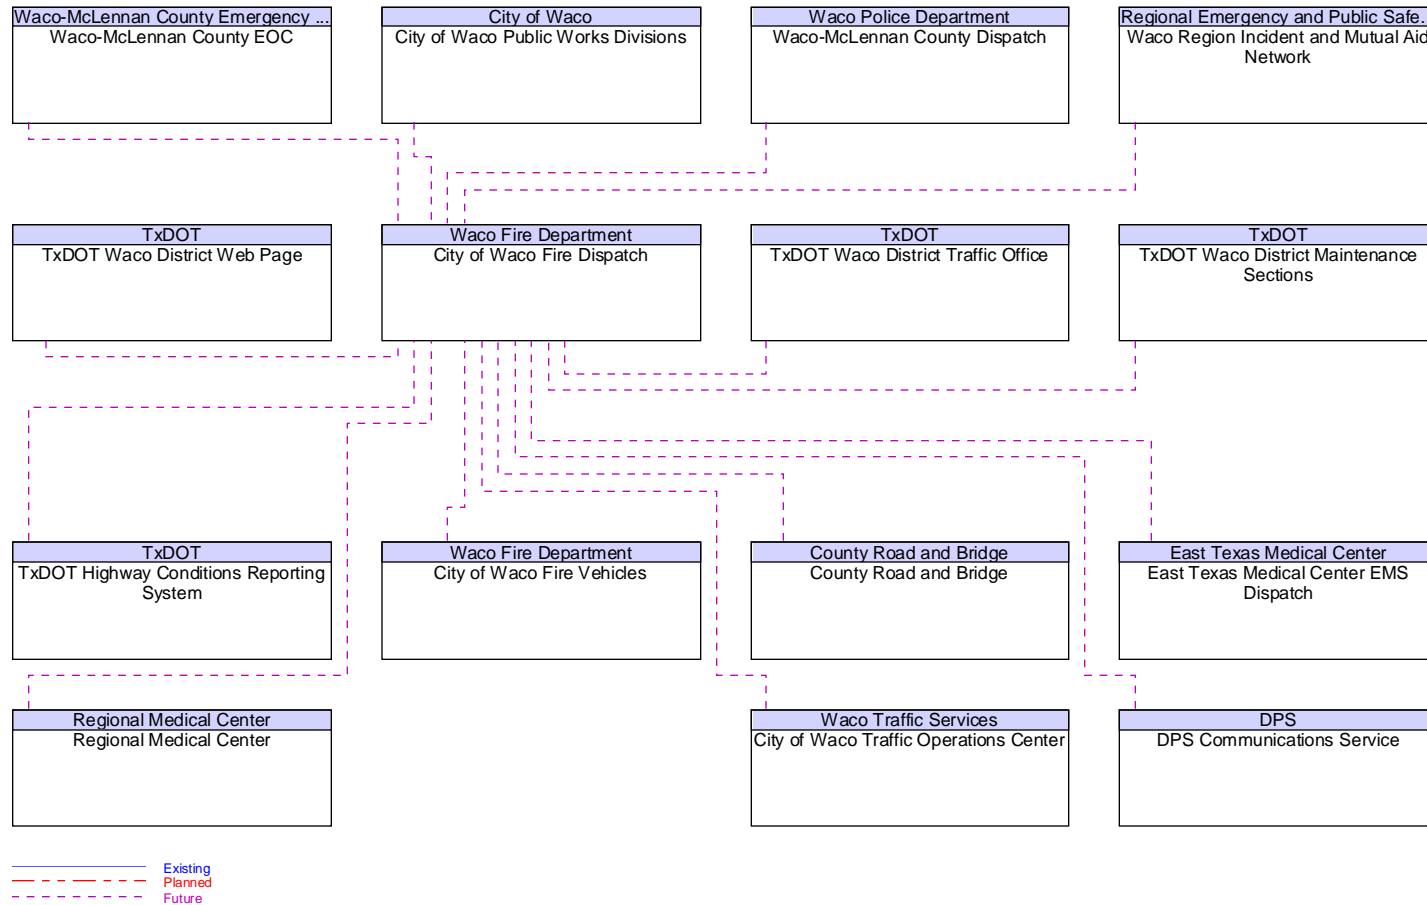 Waco-McLennan County Emergency ...
Waco-McLennan County EOC
City of Waco
City of Waco Public Works Divisions
Waco Police Department
Waco-McLennan County Dispatch
Regional Emergency and Public Safe..
Waco Region Incident and Mutual Aid
Network
TxDOT
TxDOT Waco District Web Page
Waco Fire Department
City of Waco Fire Dispatch
TxDOT
TxDOT Waco District Traffic Office
TxDOT
TxDOT Waco District Maintenance
Sections
TxDOT
TxDOT Highway Conditions Reporting
System
Waco Fire Department
City of Waco Fire Vehicles
County Road and Bridge
County Road and Bridge
East Texas Medical Center
East Texas Medical Center EMS
Dispatch
Regional Medical Center
Regional Medical Center
Waco Traffic Services
City of Waco Traffic Operations Center
DPS
DPS Communications Service
Existing
Planned
Future